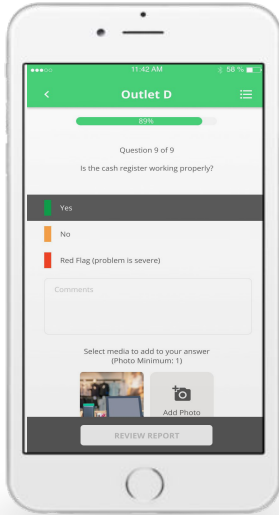 11:42 AM
58 %
Outlet D
89%
Question 9 of 9
Is the cash register working properly?
Yes
No
Red Flag (problem is severe)
Comments
Select media to add to your answer
(Photo Minimum: 1)
Add Photo
REVIEW REPORT